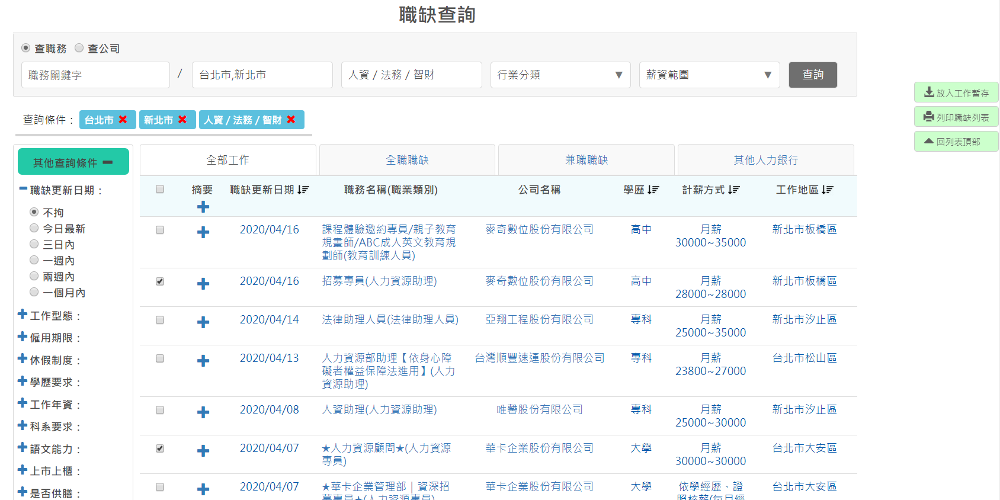 職缺查詢
查職務 查公司
職務關鍵字 / 台北市,新北市 人資 / 法務 / 智財 行業分類 ▼ 薪資範圍 ▼ 查詢
放入工作暫存
列印職缺列表
回列表頂部
查詢條件： 台北市 ✖ 新北市 ✖ 人資 / 法務 / 智財 ✖
其他查詢條件
職缺更新日期：
不拘
今日最新
三日內
一週內
兩週內
一個月內
工作型態：
僱用期限：
休假制度：
學歷要求：
工作年資：
科系要求：
語文能力：
上市上櫃：
是否供膳：
全部工作 全職職缺 兼職職缺 其他人力銀行
摘要 職缺更新日期 職務名稱(職業類別) 公司名稱 學歷 計薪方式 工作地區
2020/04/16 課程體驗邀約專員/親子教育 麥奇數位股份有限公司 高中 月薪 新北市板橋區
規畫師/ABC成人英文教育規 30000~35000
劃師(教育訓練人員)
2020/04/16 招募專員(人力資源助理) 麥奇數位股份有限公司 高中 月薪 新北市板橋區
28000~28000
2020/04/14 法律助理人員(法律助理人員) 亞翔工程股份有限公司 專科 月薪 新北市汐止區
25000~35000
2020/04/13 人力資源部助理【依身心障 台灣順豐速運股份有限公司 專科 月薪 台北市松山區
礙者權益保障法進用】(人力 23800~27000
資源助理)
2020/04/08 人資助理(人力資源助理) 唯馨股份有限公司 專科 月薪 新北市汐止區
25000~30000
2020/04/07 ★人力資源顧問★(人力資源 華卡企業股份有限公司 大學 月薪 台北市大安區
專員) 30000~30000
2020/04/07 ★華卡企業管理部｜資深招 華卡企業股份有限公司 大學 依學經歷、證 台北市大安區
募專員★(人力資源專員) 照核薪(每月經